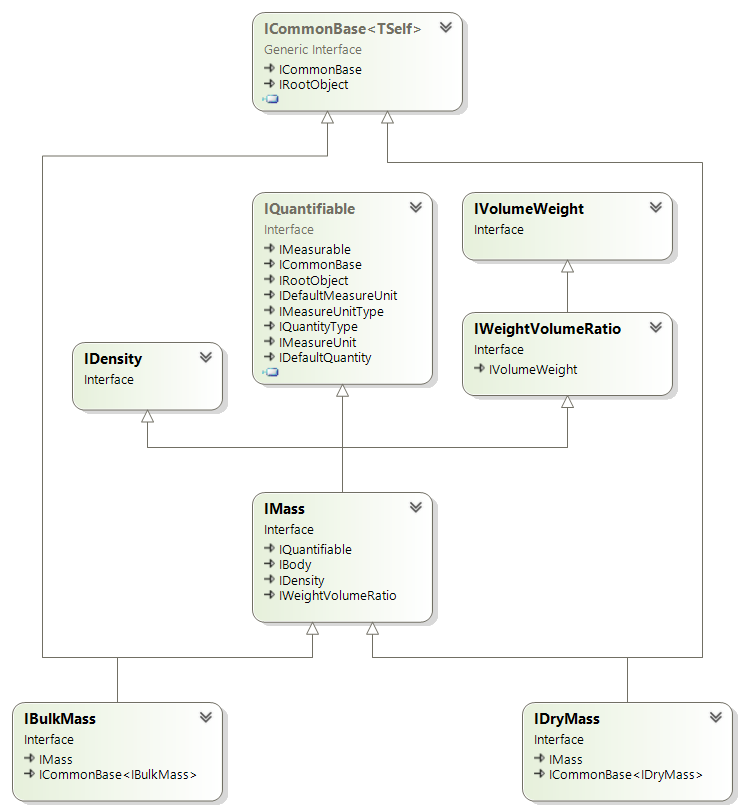 ICommonBase<TSelf>
Generic Interface
ICommonBase
IRootObject
IQuantifiable
Interface
IMeasurable
ICommonBase
IRootObject
IDefaultMeasureUnit
IMeasureUnitType
IQuantityType
IMeasureUnit
IDefaultQuantity
IVolumeWeight
Interface
IWeightVolumeRatio
Interface
IVolumeWeight
IDensity
Interface
IMass
Interface
IQuantifiable
IBody
IDensity
IWeightVolumeRatio
IBulkMass
Interface
IMass
ICommonBase<IBulkMass>
IDryMass
Interface
IMass
ICommonBase<IDryMass>